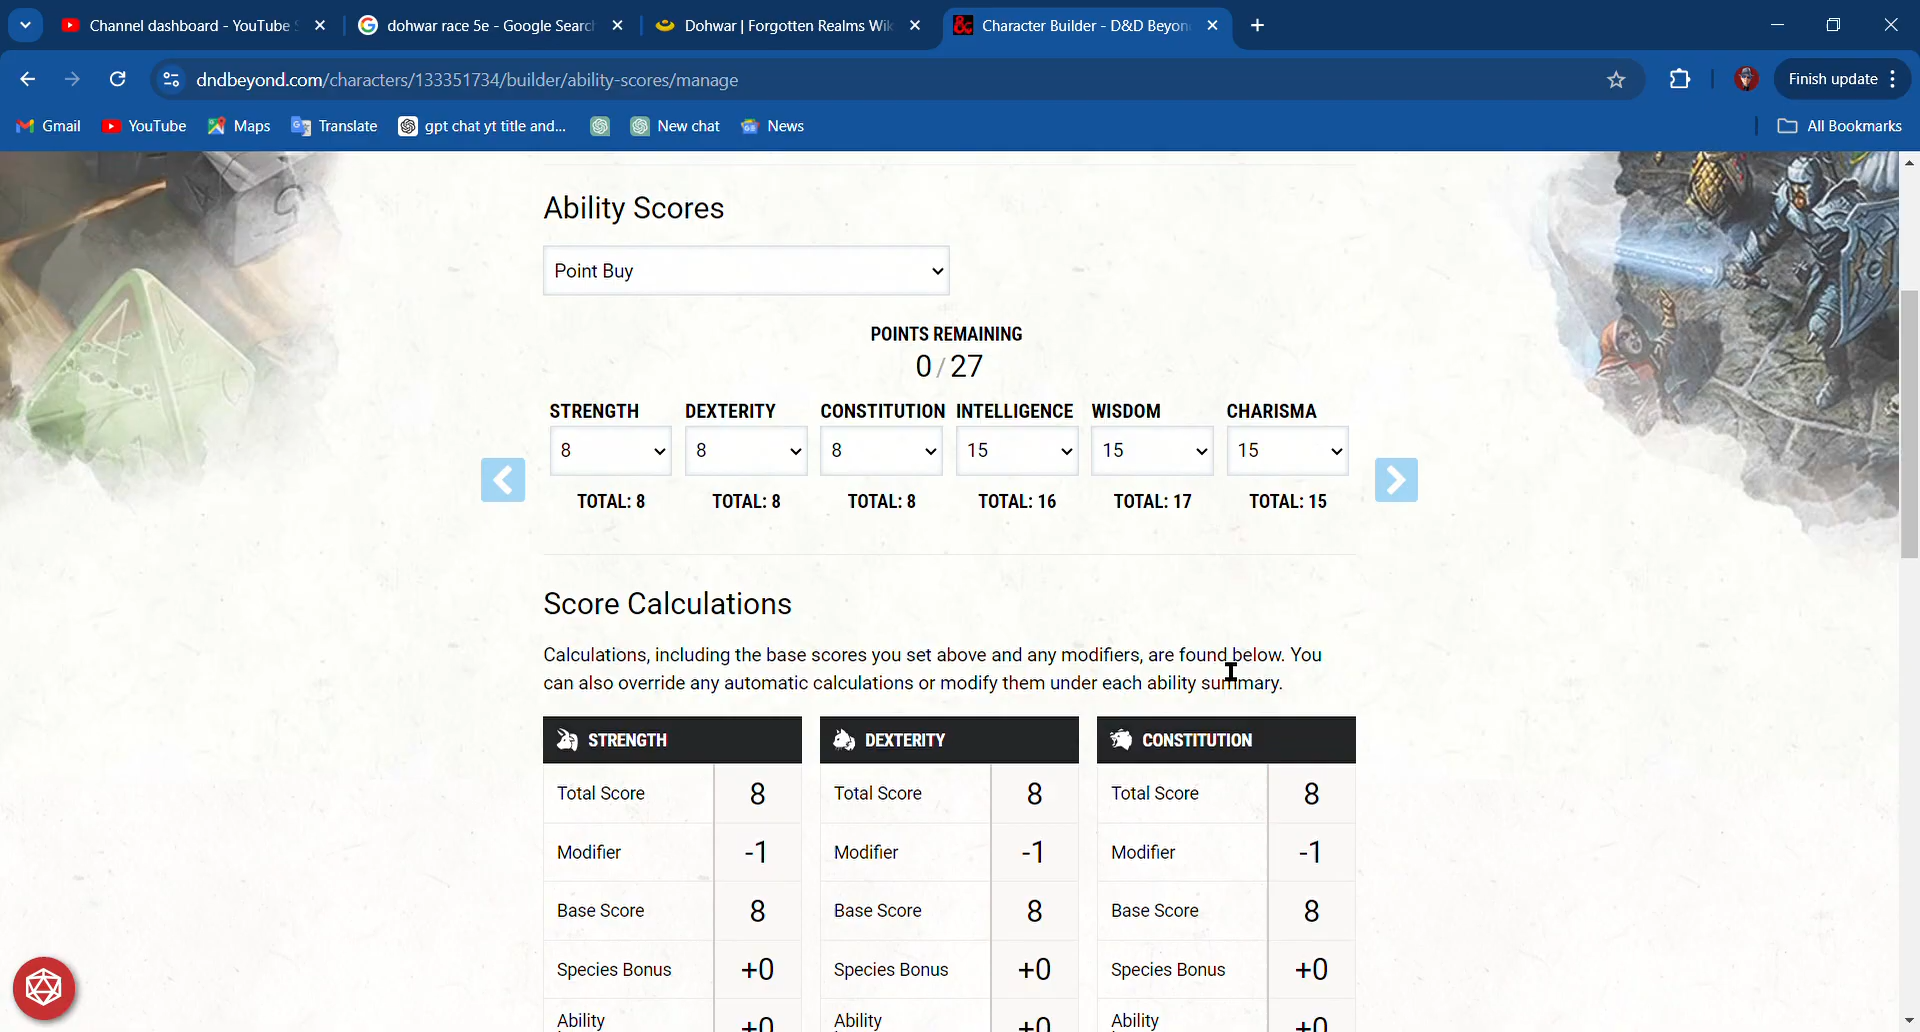 Channel dashboard - YouTube S
dohwar race 5e - Google Search
Dohwar | Forgotten Realms Wik
Character Builder - D&D Beyon
dndbeyond.com/characters/133351734/builder/ability-scores/manage
Finish update
Gmail
YouTube
Maps
Translate
gpt chat yt title and...
New chat
News
All Bookmarks
Ability Scores
Point Buy
POINTS REMAINING
0 / 27
STRENGTH DEXTERITY CONSTITUTION INTELLIGENCE WISDOM CHARISMA
8 8 8 15 15 15
TOTAL: 8 TOTAL: 8 TOTAL: 8 TOTAL: 16 TOTAL: 17 TOTAL: 15
Score Calculations
Calculations, including the base scores you set above and any modifiers, are found below. You
can also override any automatic calculations or modify them under each ability summary.
STRENGTH DEXTERITY CONSTITUTION
Total Score 8 Total Score 8 Total Score 8
Modifier -1 Modifier -1 Modifier -1
Base Score 8 Base Score 8 Base Score 8
Species Bonus +0 Species Bonus +0 Species Bonus +0
Ability +0 Ability +0 Ability +0